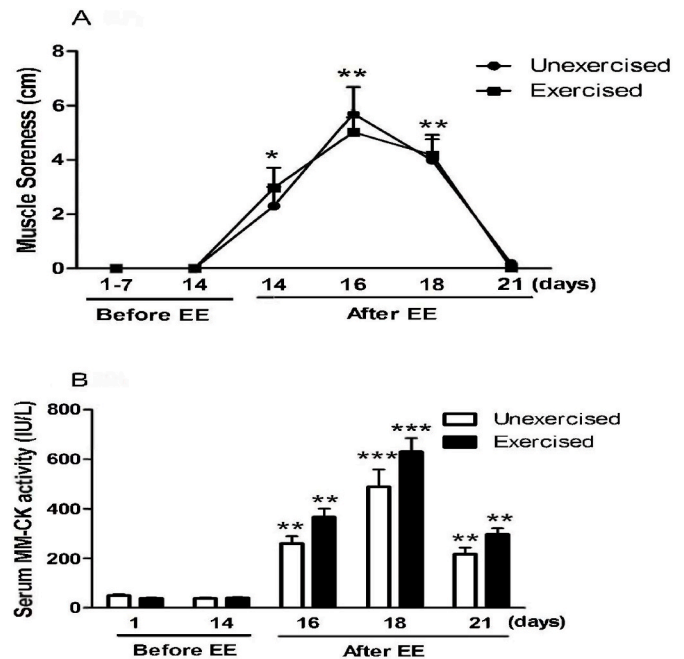 A
Muscle Soreness (cm)
8
6
4
2
0
*
**
**
Unexercised
Exercised
1-7 14 14 16 18 21 (days)
Before EE After EE
B
Serum MM-CK activity (IU/L)
800
600
400
200
0
Unexercised
Exercised
** ** *** *** ** **
1 14 16 18 21 (days)
Before EE After EE